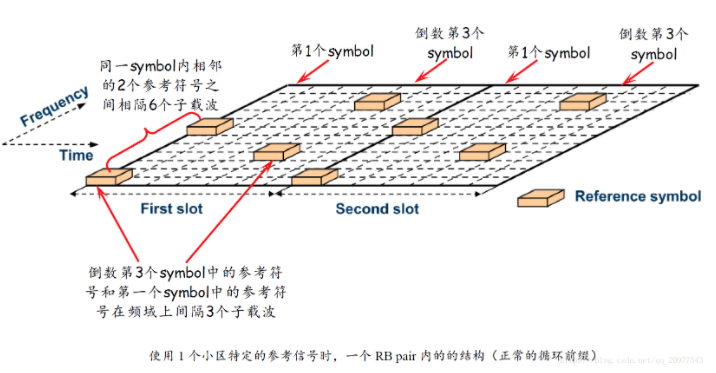 倒数第3个
symbol
倒数第3个
symbol
第1个symbol
第1个symbol
同一symbol内相邻
的2个参考符号之
间相隔6个子载波
Frequency
Time
First slot
Second slot
Reference symbol
倒数第3个symbol中的参考符
号和第一个symbol中的参考符
号在频域上间隔3个子载波
使用1个小区特定的参考信号时，一个 RB pair 内的的结构（正常的循环前缀）
blog.csdn.net/qq_20977343